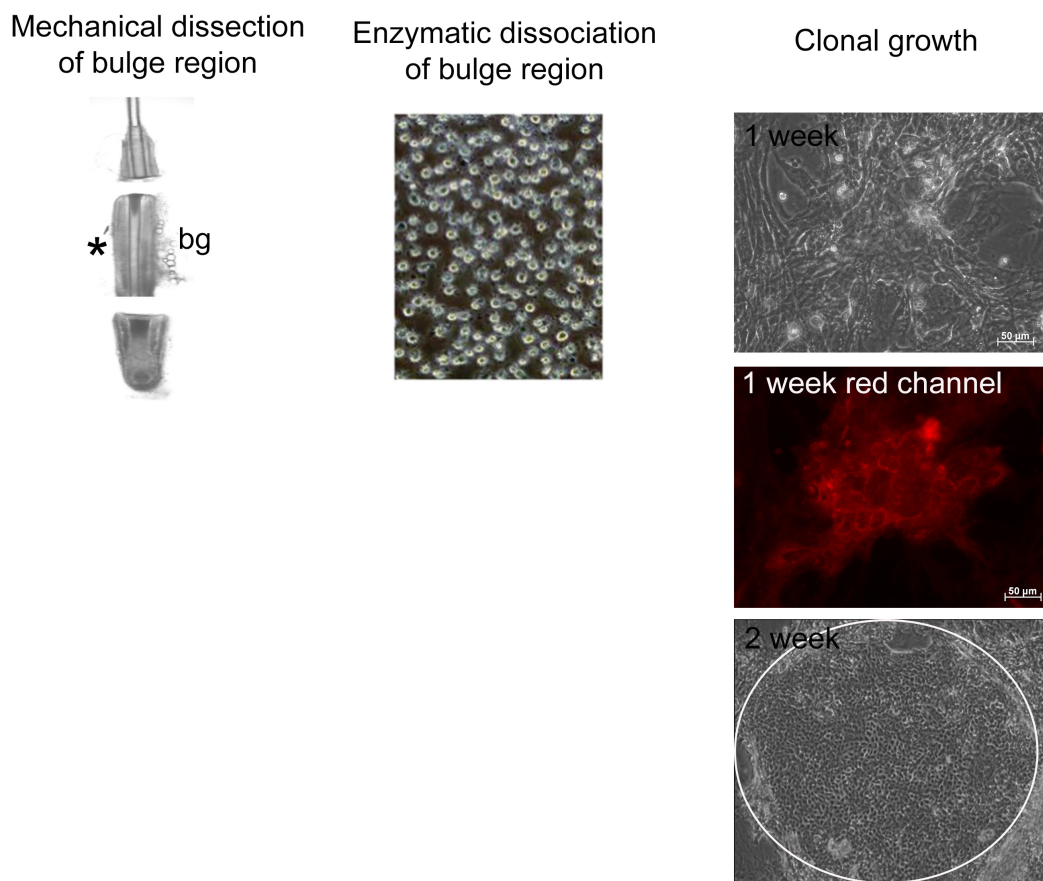 Mechanical dissection
of bulge region
Enzymatic dissociation
of bulge region
Clonal growth
* bg
1 week
50 µm
1 week red channel
50 µm
2 week